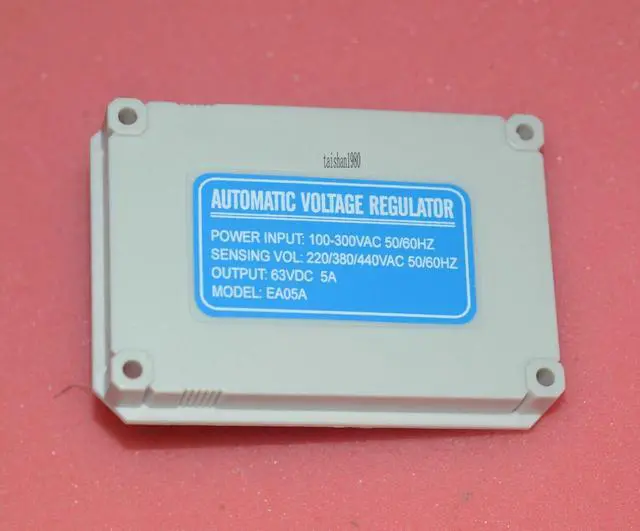 taishan1980
AUTOMATIC VOLTAGE REGULATOR
POWER INPUT: 100-300VAC 50/60HZ
SENSING VOL: 220/380/440VAC 50/60HZ
OUTPUT: 63VDC 5A
MODEL: EA05A